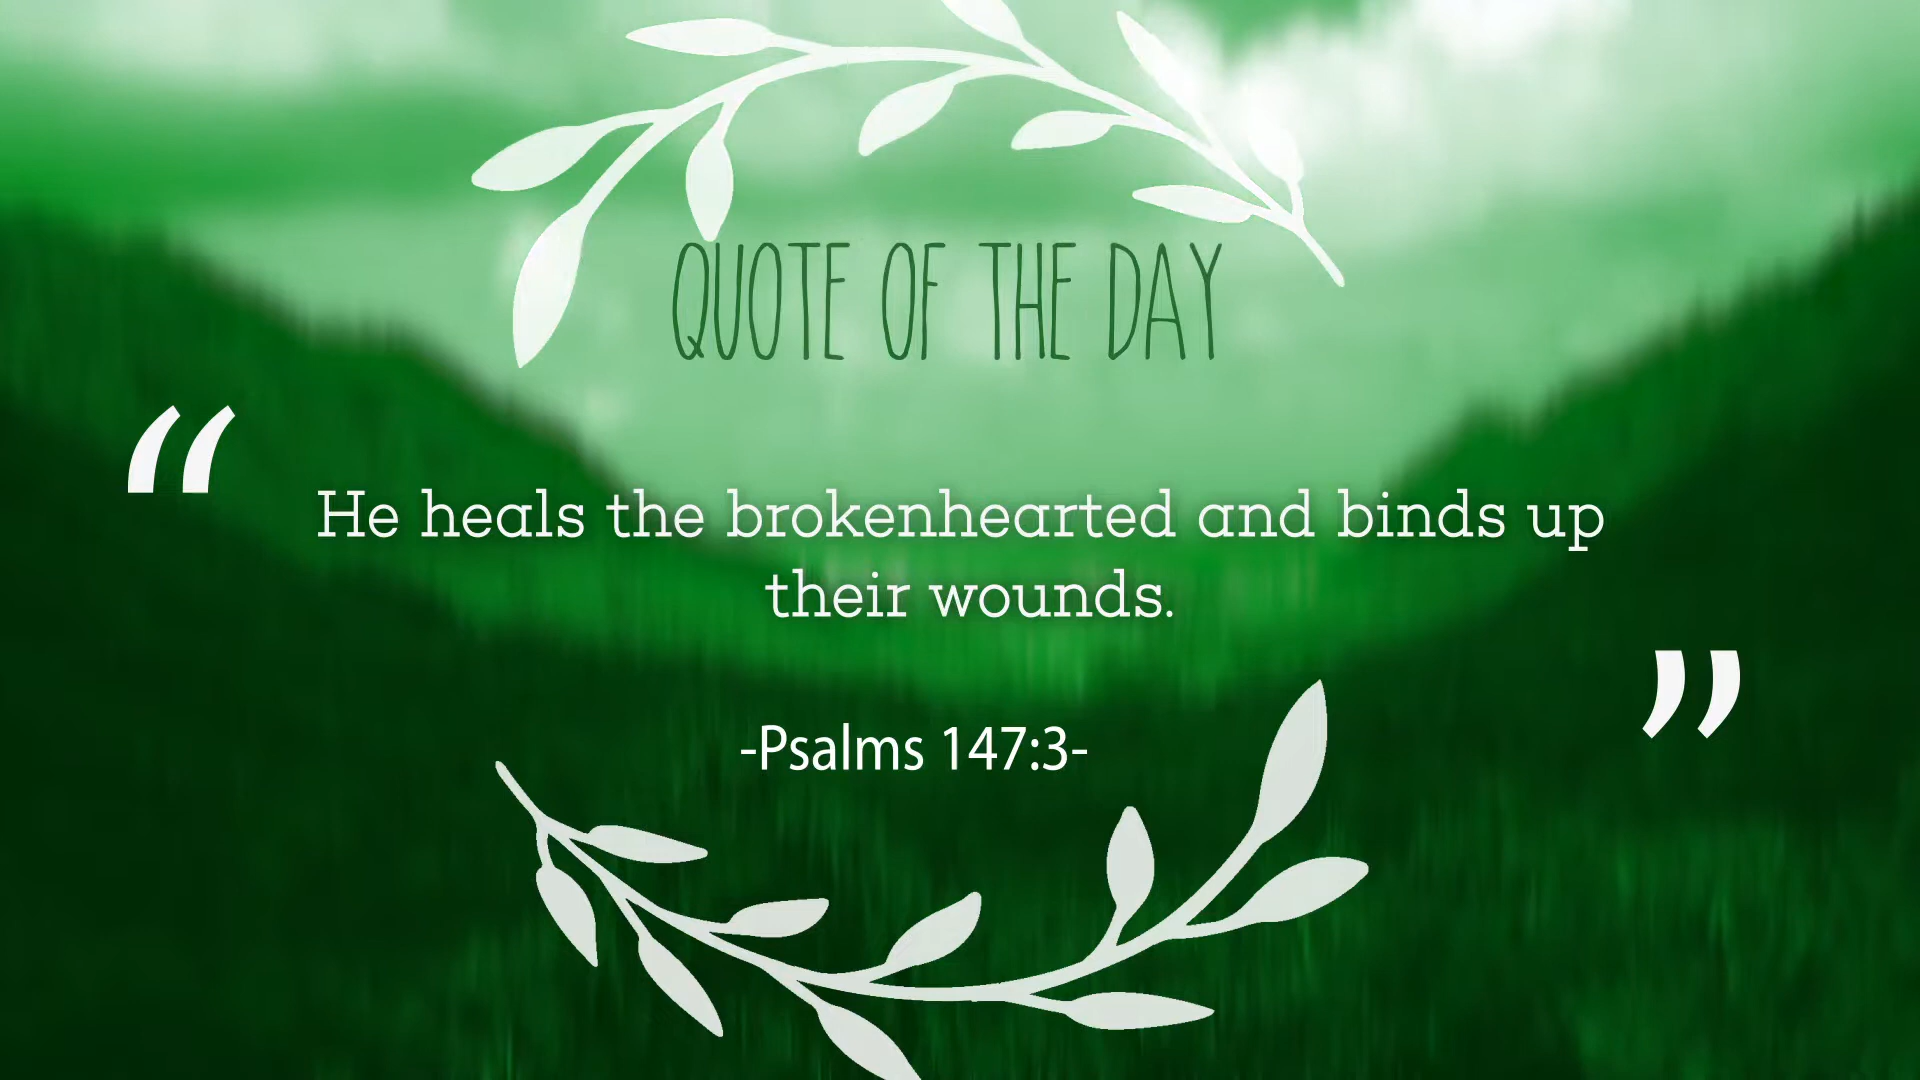 QUOTE OF THE DAY
“
He heals the brokenhearted and binds up
their wounds.
”
-Psalms 147:3-